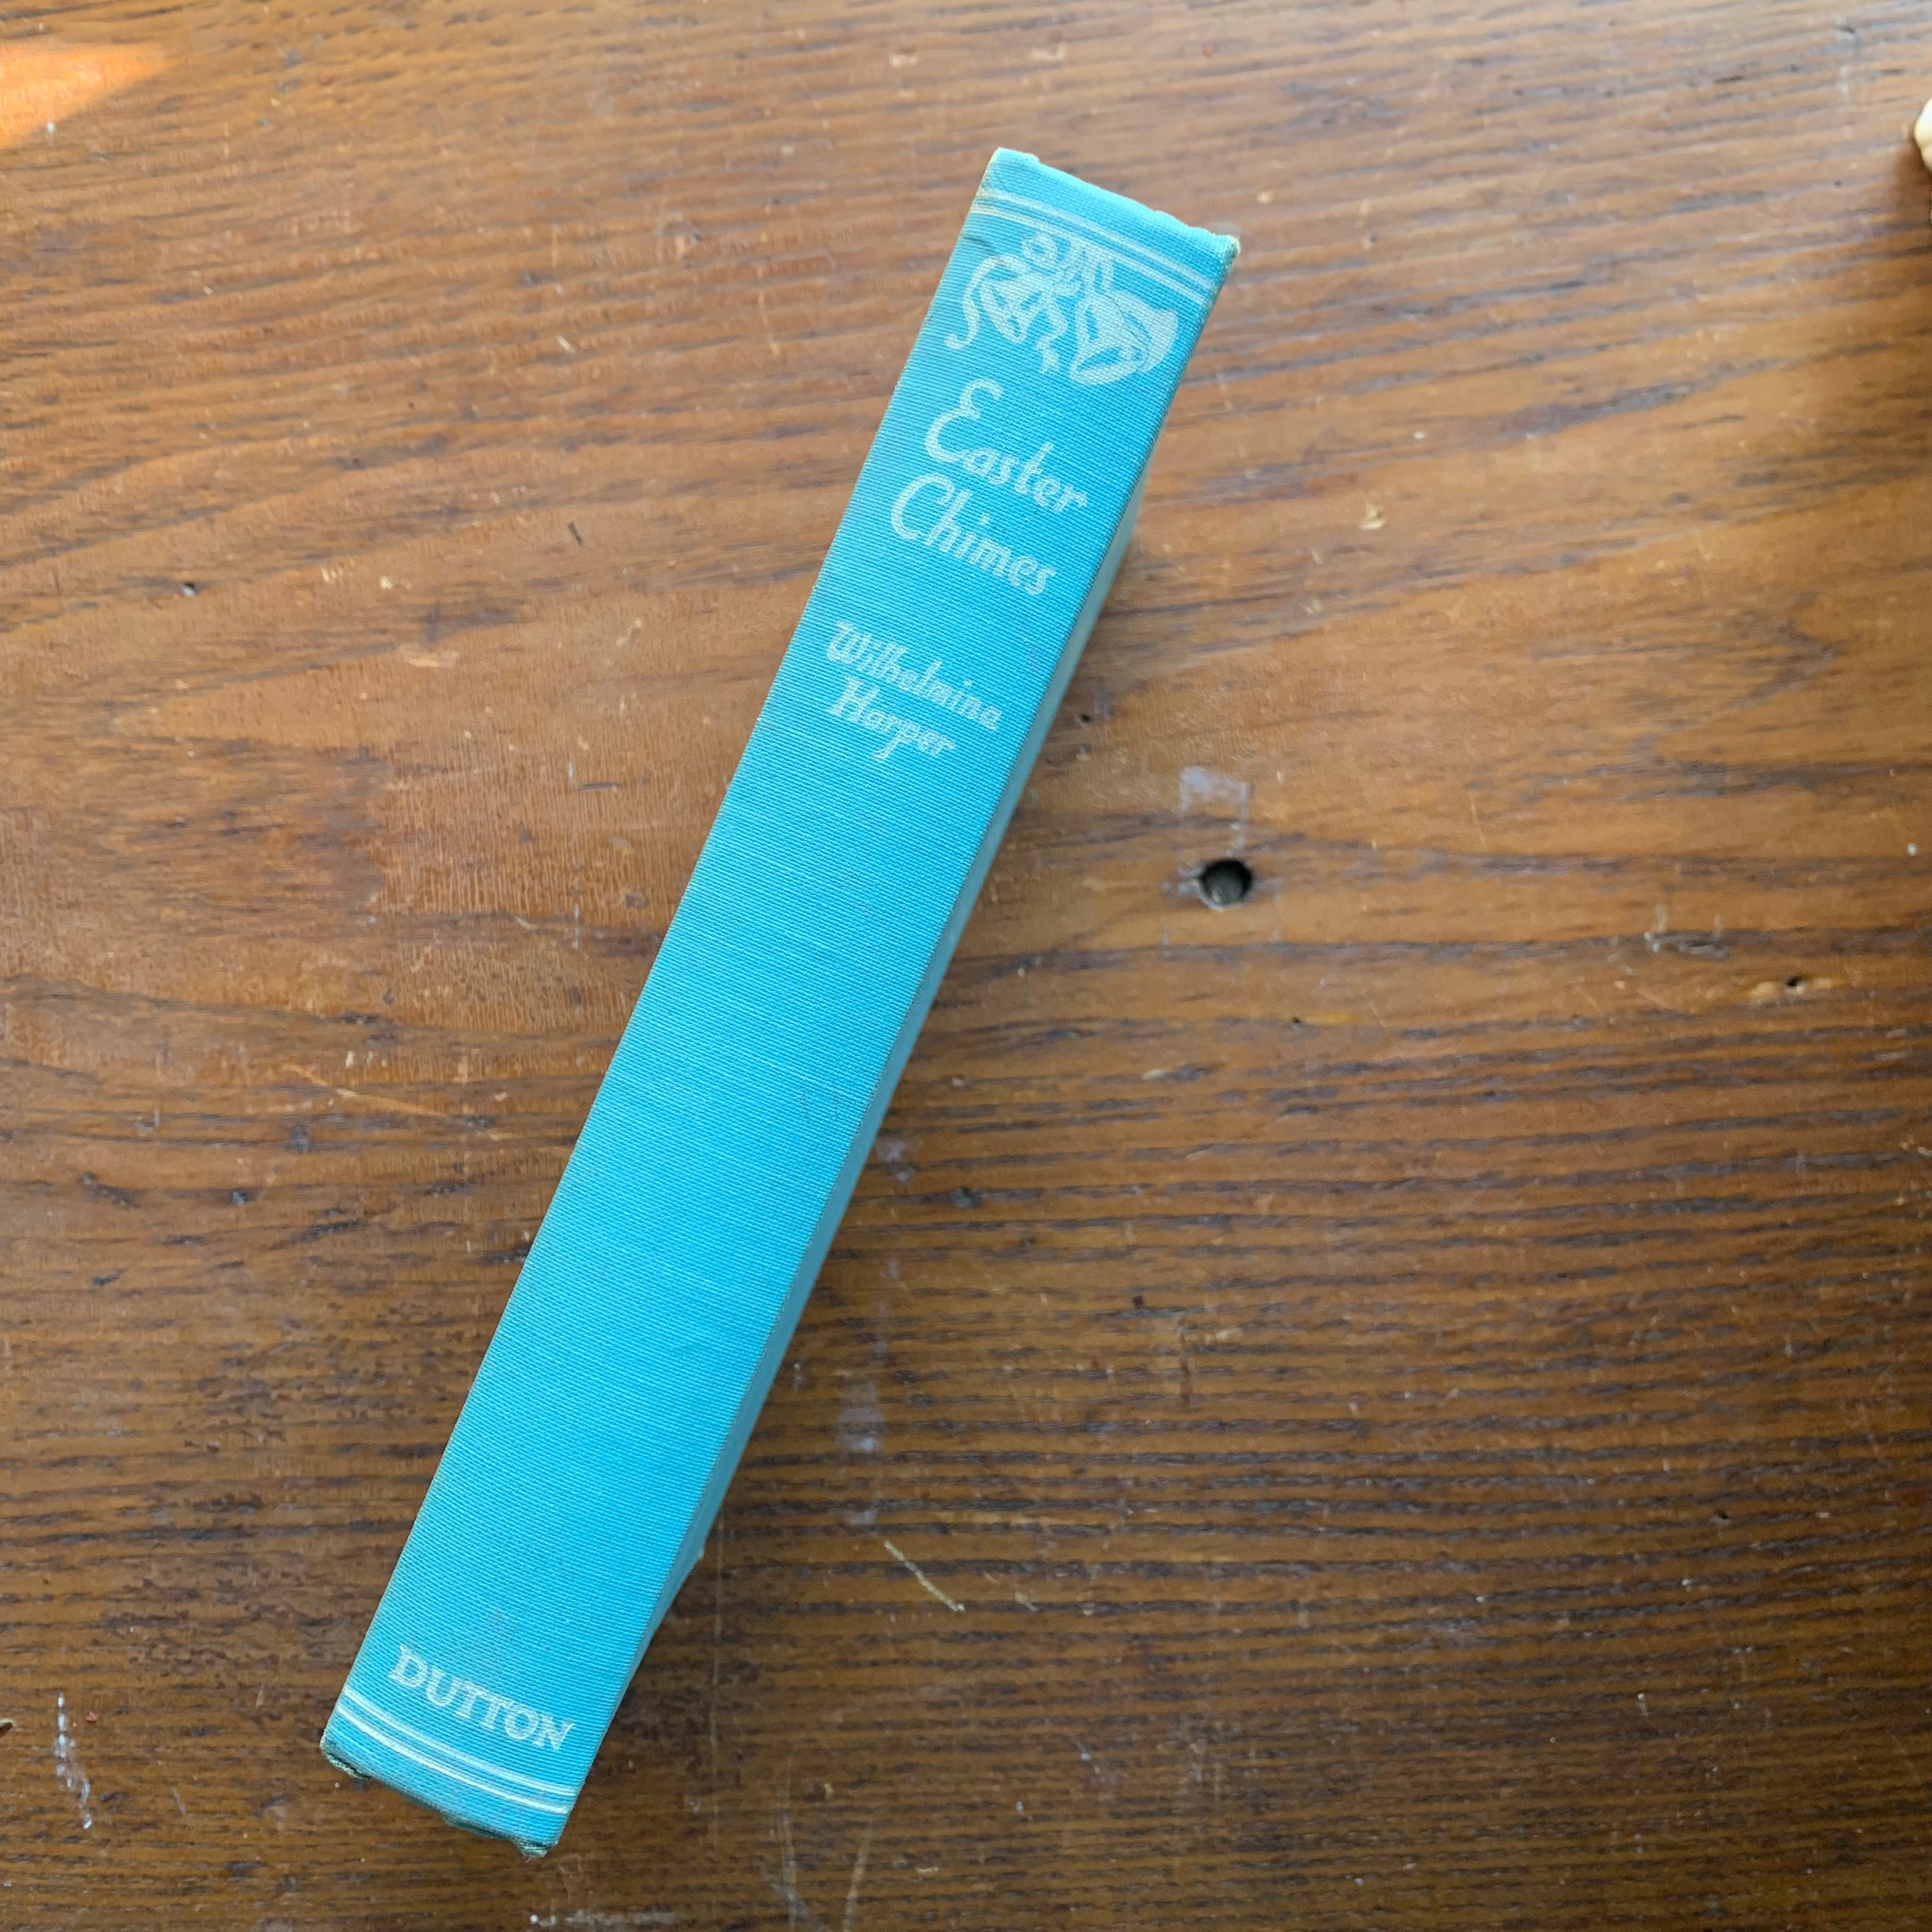 Easter
Chimes
Wilhelmina
Harper
DUTTON